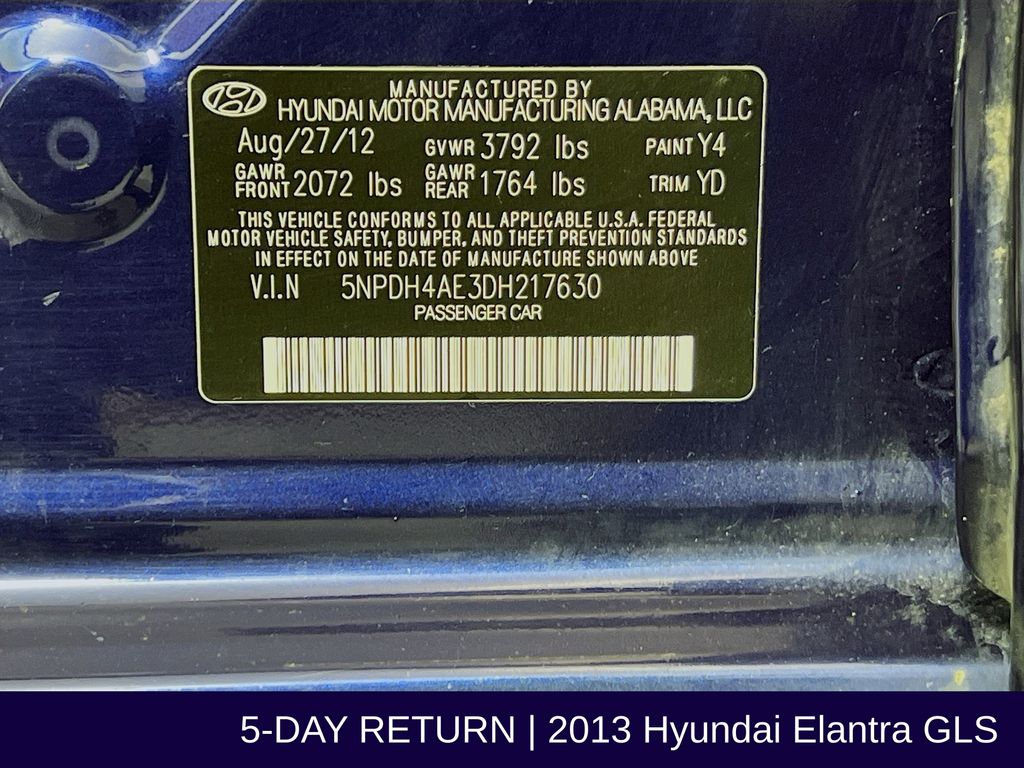 MANUFACTURED BY
HYUNDAI MOTOR MANUFACTURING ALABAMA, LLC
Aug/27/12 GVWR 3792 lbs PAINT Y4
GAWR FRONT 2072 lbs GAWR REAR 1764 lbs TRIM YD
THIS VEHICLE CONFORMS TO ALL APPLICABLE U.S.A. FEDERAL
MOTOR VEHICLE SAFETY, BUMPER, AND THEFT PREVENTION STANDARDS
IN EFFECT ON THE DATE OF MANUFACTURE SHOWN ABOVE
V.I.N 5NPDH4AE3DH217630
PASSENGER CAR
5-DAY RETURN | 2013 Hyundai Elantra GLS